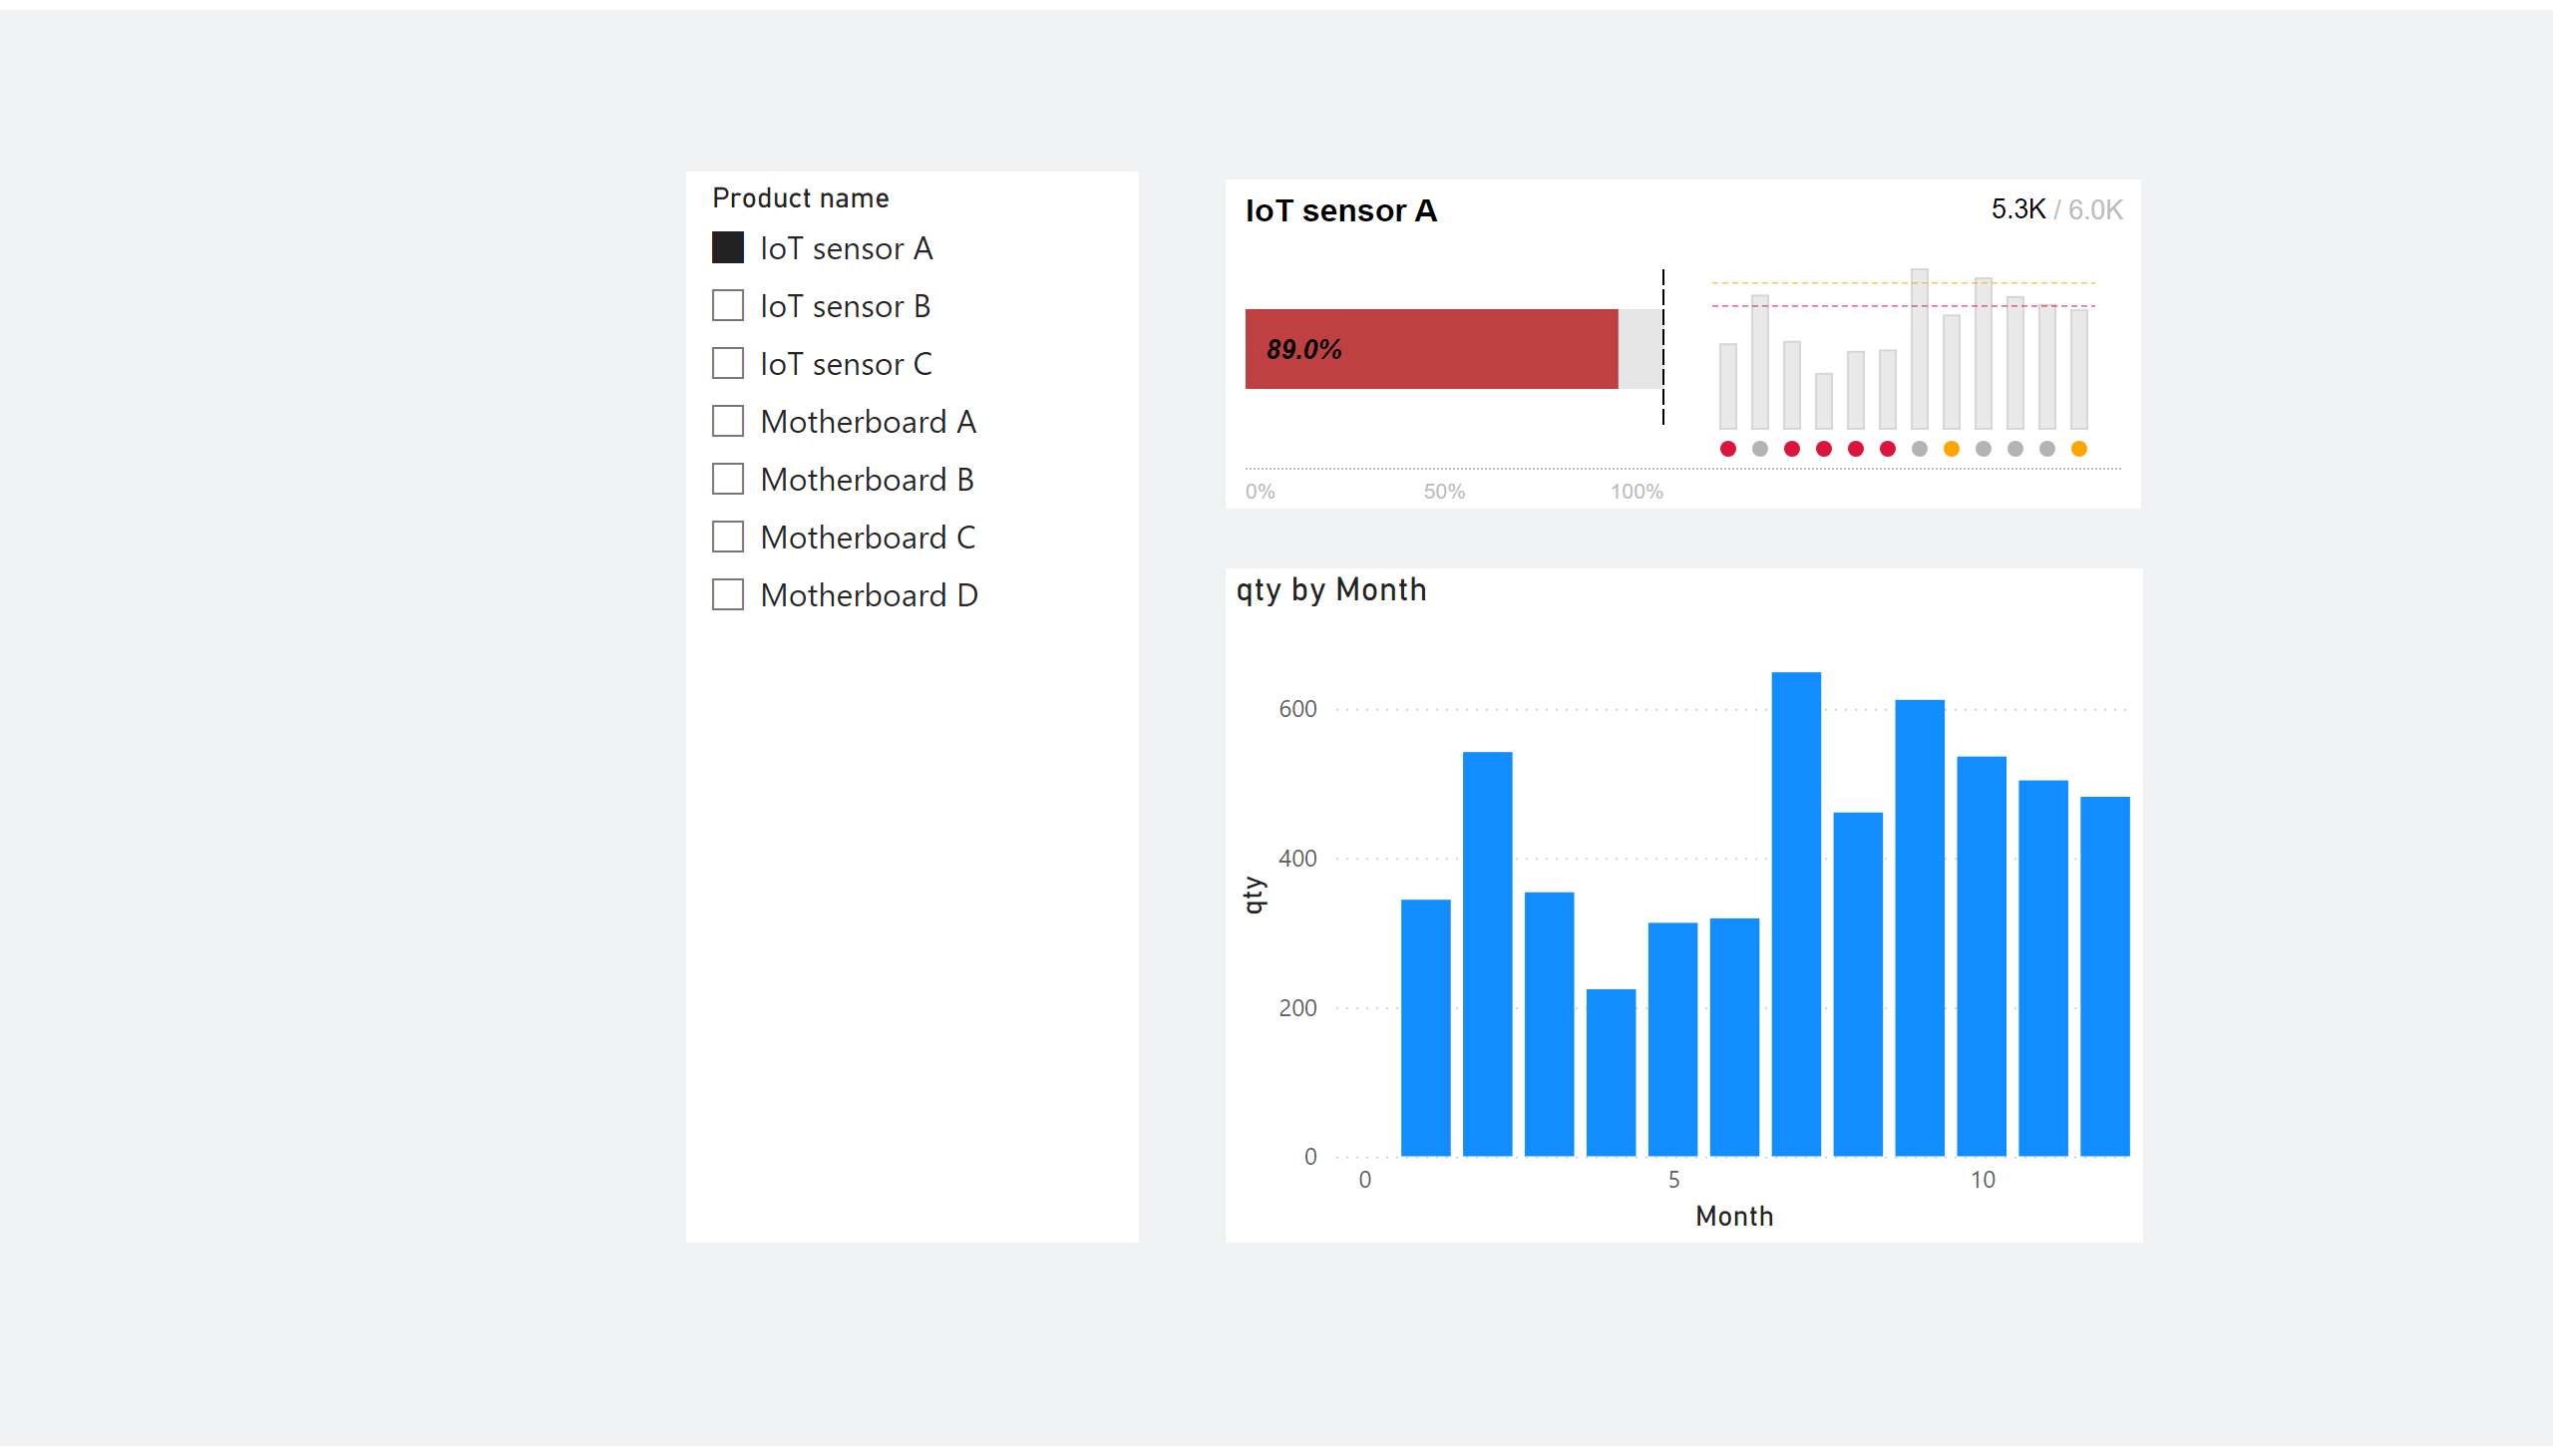 Product name
IoT sensor A
IoT sensor B
IoT sensor C
Motherboard A
Motherboard B
Motherboard C
Motherboard D
IoT sensor A
5.3K / 6.0K
89.0%
0% 50% 100%
qty by Month
600
400
200
0
qty
0 5 10
Month